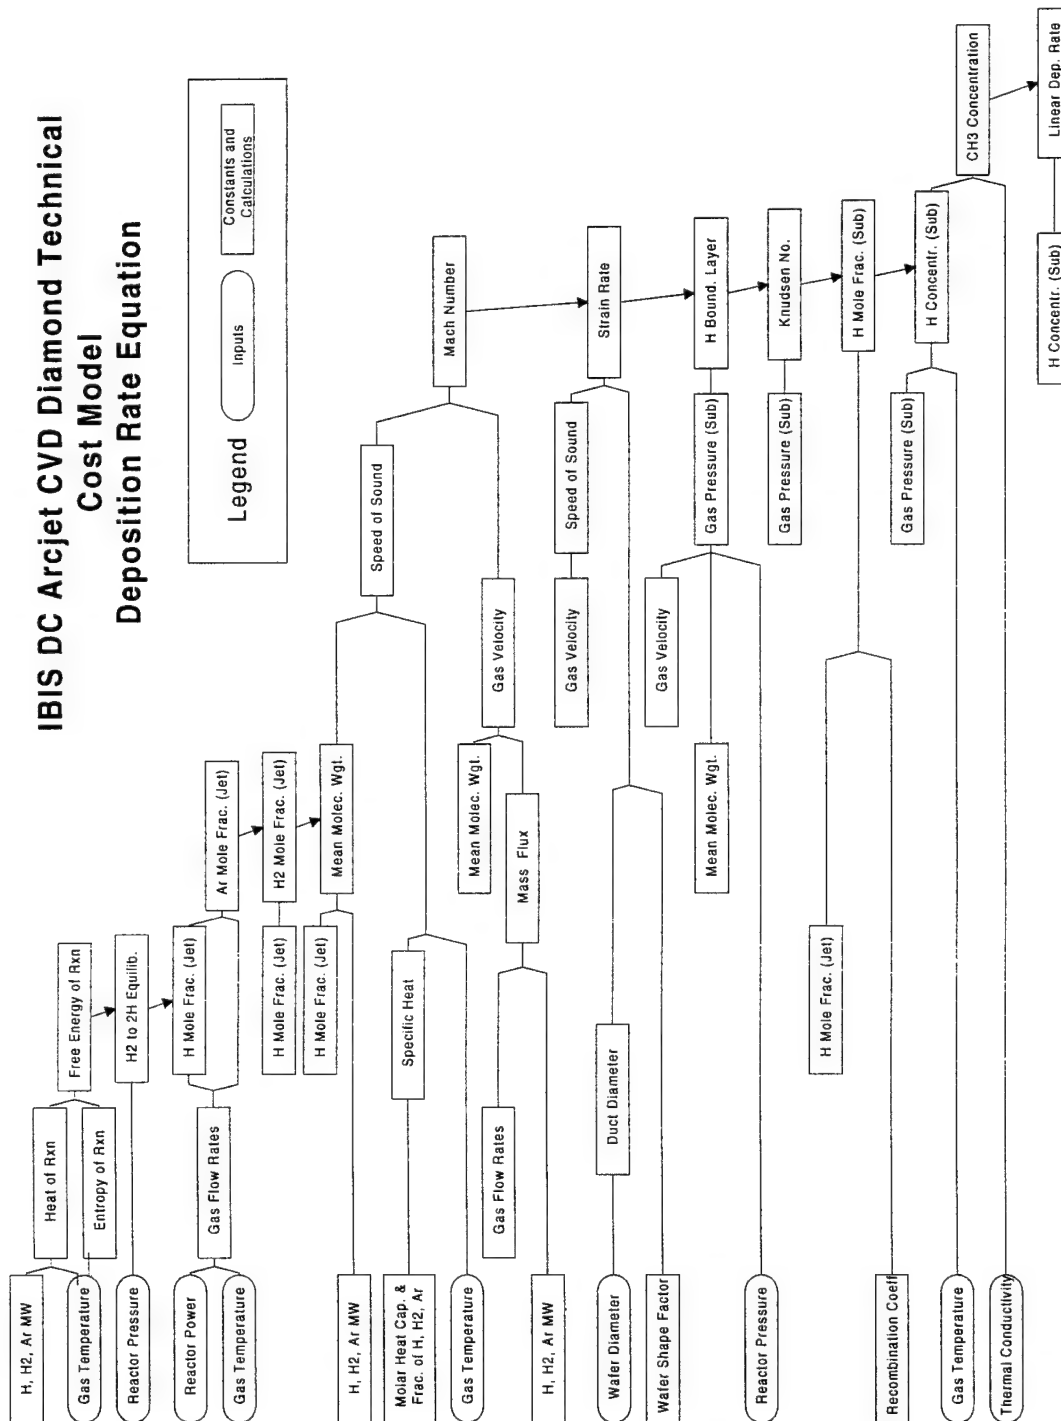 IBIS DC Arcjet CVD Diamond Technical
Cost Model
Deposition Rate Equation
Legend
Inputs
Constants and
Calculations
H, H2, Ar MW
Gas Temperature
Heat of Rxn
Entropy of Rxn
Free Energy of Rxn
Reactor Pressure
H2 to 2H Equilib.
Reactor Power
Gas Temperature
Gas Flow Rates
H Mole Frac. (Jet)
Ar Mole Frac. (Jet)
H Mole Frac. (Jet)
H2 Mole Frac. (Jet)
H Mole Frac. (Jet)
H, H2, Ar MW
Mean Molec. Wgt.
Molar Heat Cap. &
Frac. of H, H2, Ar
Gas Temperature
Specific Heat
Speed of Sound
Gas Flow Rates
H, H2, Ar MW
Mass Flux
Mean Molec. Wgt.
Gas Velocity
Mach Number
Wafer Diameter
Duct Diameter
Wafer Shape Factor
Gas Velocity
Speed of Sound
Strain Rate
Reactor Pressure
Mean Molec. Wgt.
Gas Velocity
Gas Pressure (Sub)
H Bound. Layer
Gas Pressure (Sub)
Knudsen No.
H Mole Frac. (Jet)
Recombination Coeff
H Mole Frac. (Sub)
Gas Temperature
Gas Pressure (Sub)
H Concentr. (Sub)
Thermal Conductivity
CH3 Concentration
H Concentr. (Sub)
Linear Dep. Rate